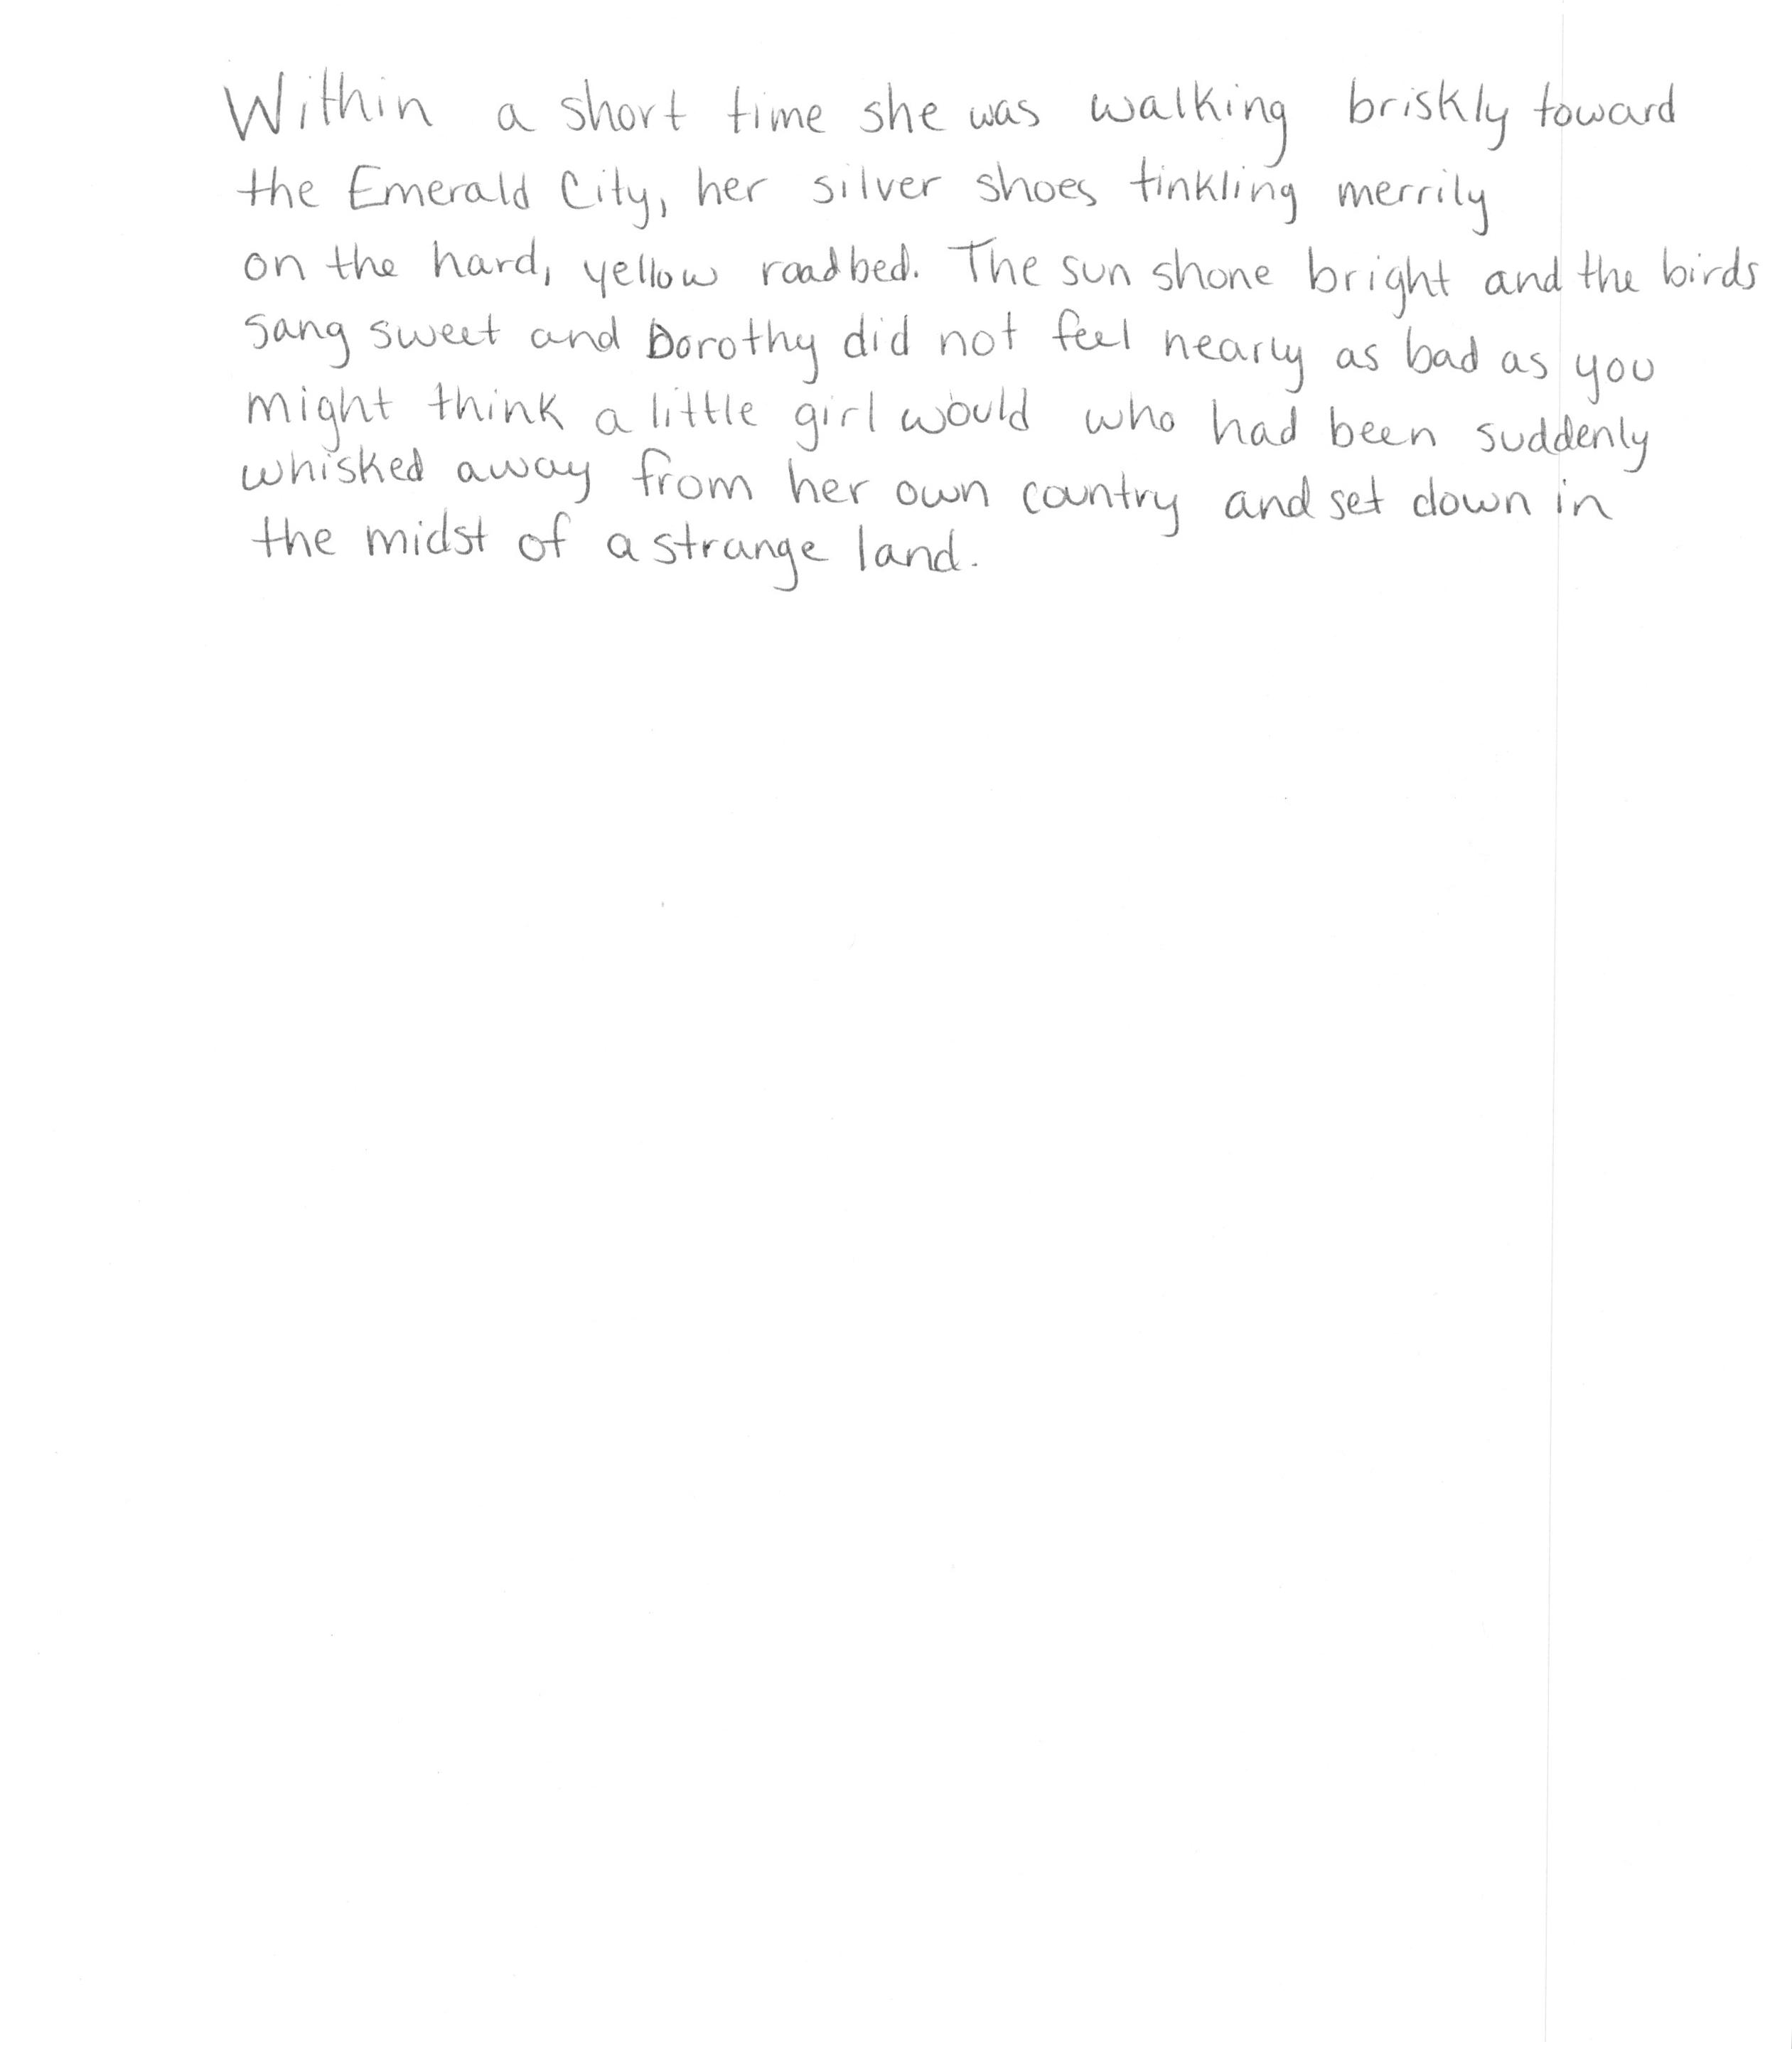 Within a short time she was walking briskly toward
the Emerald City, her silver shoes tinkling merrily
on the hard, yellow roadbed. The sun shone bright and the birds
sang sweet and Dorothy did not feel nearly as bad as you
might think a little girl would who had been suddenly
whisked away from her own country and set down in
the midst of a strange land.